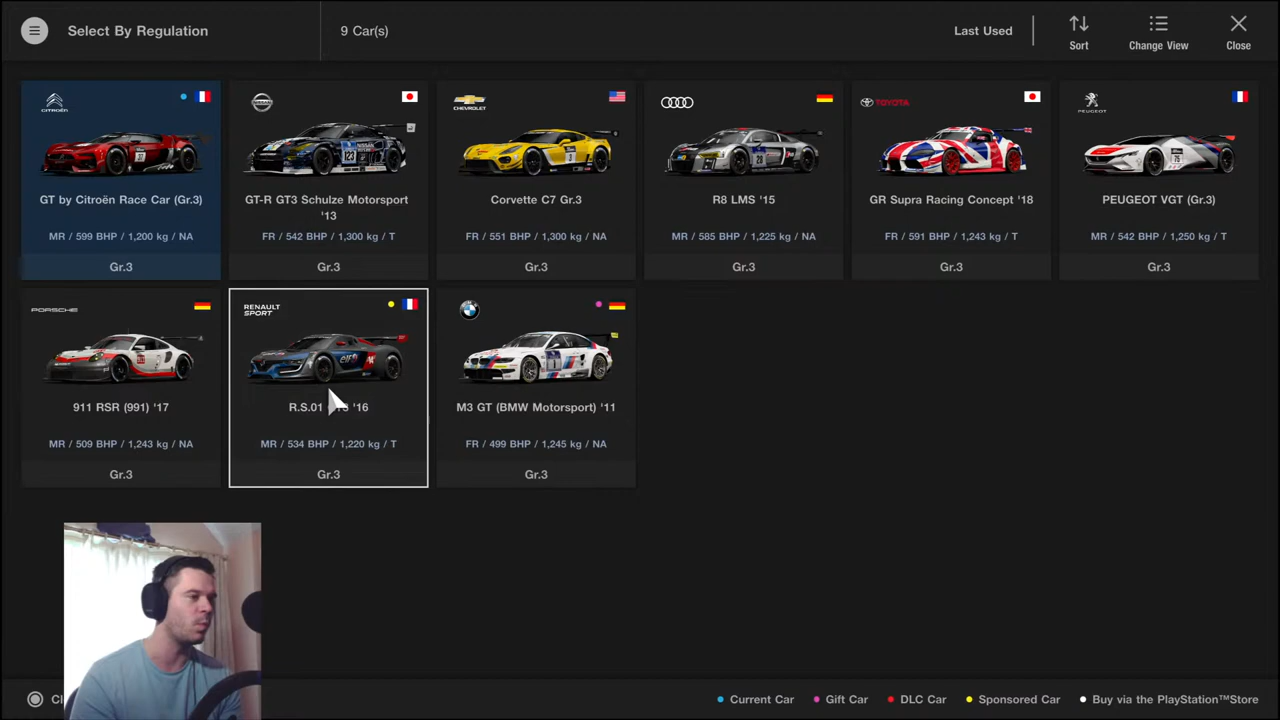 Select By Regulation
9 Car(s)
Last Used
Sort
Change View
Close
CITROËN
GT by Citroën Race Car (Gr.3)
MR / 599 BHP / 1,200 kg / NA
Gr.3
NISSAN
GT-R GT3 Schulze Motorsport
'13
FR / 542 BHP / 1,300 kg / T
Gr.3
CHEVROLET
Corvette C7 Gr.3
FR / 551 BHP / 1,300 kg / NA
Gr.3
R8 LMS '15
MR / 585 BHP / 1,225 kg / NA
Gr.3
TOYOTA
GR Supra Racing Concept '18
FR / 591 BHP / 1,243 kg / T
Gr.3
PEUGEOT
PEUGEOT VGT (Gr.3)
MR / 542 BHP / 1,250 kg / T
Gr.3
PORSCHE
911 RSR (991) '17
MR / 509 BHP / 1,243 kg / NA
Gr.3
RENAULT
SPORT
R.S.01 '16
MR / 534 BHP / 1,220 kg / T
Gr.3
M3 GT (BMW Motorsport) '11
FR / 499 BHP / 1,245 kg / NA
Gr.3
Current Car
Gift Car
DLC Car
Sponsored Car
Buy via the PlayStation™Store